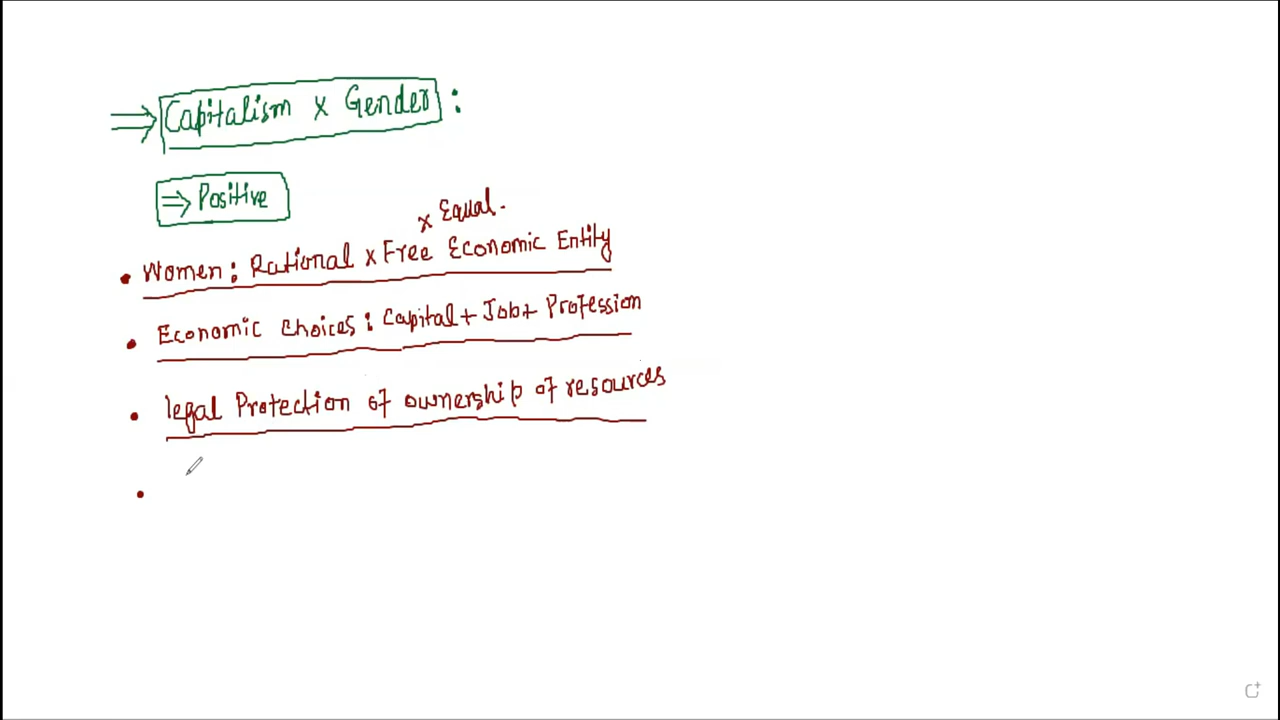 ⇒ Capitalism x Gender :
⇒ Positive
x Equal.
• Women : Rational x Free Economic Entity
• Economic Choices : Capital + Job + Profession
• legal Protection of ownership of resources
•